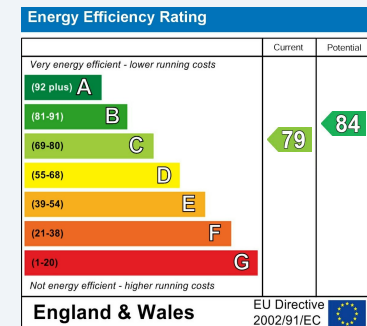 Energy Efficiency Rating
Current Potential
Very energy efficient - lower running costs
(92 plus) A
(81-91) B
84
(69-80) C
79
(55-68) D
(39-54) E
(21-38) F
(1-20) G
Not energy efficient - higher running costs
England & Wales
EU Directive
2002/91/EC